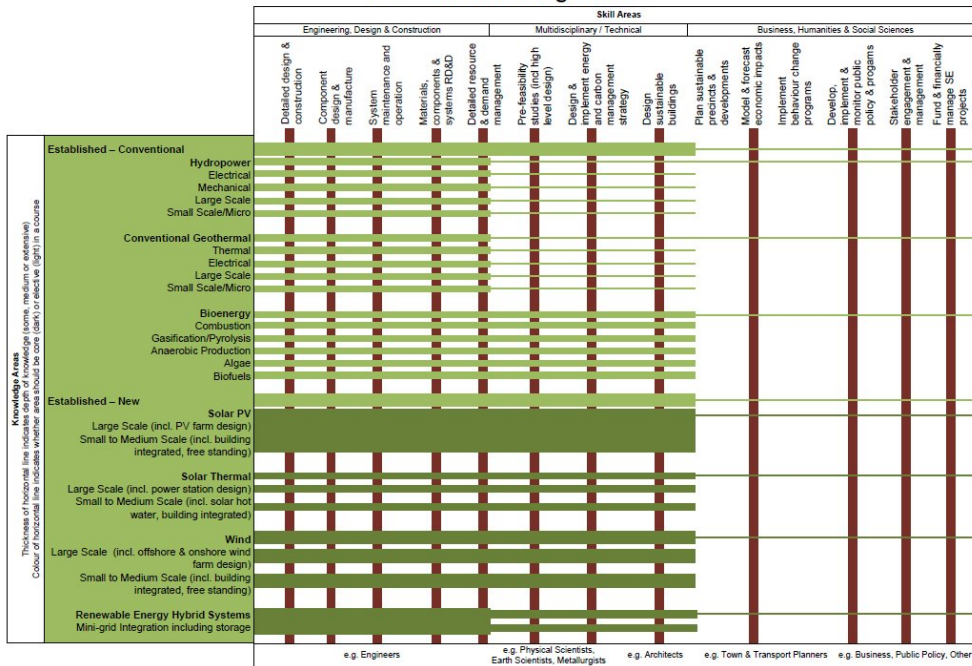 Skill Areas
Engineering, Design & Construction
Multidisciplinary / Technical
Business, Humanities & Social Sciences
Detailed design &
construction
Component
design &
manufacture
System
maintenance and
operation
Materials,
components &
systems RD&D
Detailed resource
& demand
management
Pre-feasibility
studies (incl high
level design)
Design &
implement energy
and carbon
management
strategy
Design
sustainable
buildings
Plan sustainable
precincts &
developments
Model & forecast
economic impacts
Implement
behaviour change
programs
Develop,
implement &
monitor public
policy & progams
Stakeholder
engagement &
management
Fund & financially
manage SE
projects
Knowledge Areas
Thickness of horizontal line indicates depth of knowledge (some, medium or extensive)
Colour of horizontal line indicates whether area should be core (dark) or elective (light) in a course
Established – Conventional
Hydropower
Electrical
Mechanical
Large Scale
Small Scale/Micro
Conventional Geothermal
Thermal
Electrical
Large Scale
Small Scale/Micro
Bioenergy
Combustion
Gasification/Pyrolysis
Anaerobic Production
Algae
Biofuels
Established – New
Solar PV
Large Scale (incl. PV farm design)
Small to Medium Scale (incl. building
integrated, free standing)
Solar Thermal
Large Scale (incl. power station design)
Small to Medium Scale (incl. solar hot
water, building integrated)
Wind
Large Scale (incl. offshore & onshore wind
farm design)
Small to Medium Scale (incl. building
integrated, free standing)
Renewable Energy Hybrid Systems
Mini-grid Integration including storage
e.g. Engineers
e.g. Physical Scientists,
Earth Scientists, Metallurgists
e.g. Architects
e.g. Town & Transport Planners
e.g. Business, Public Policy, Other